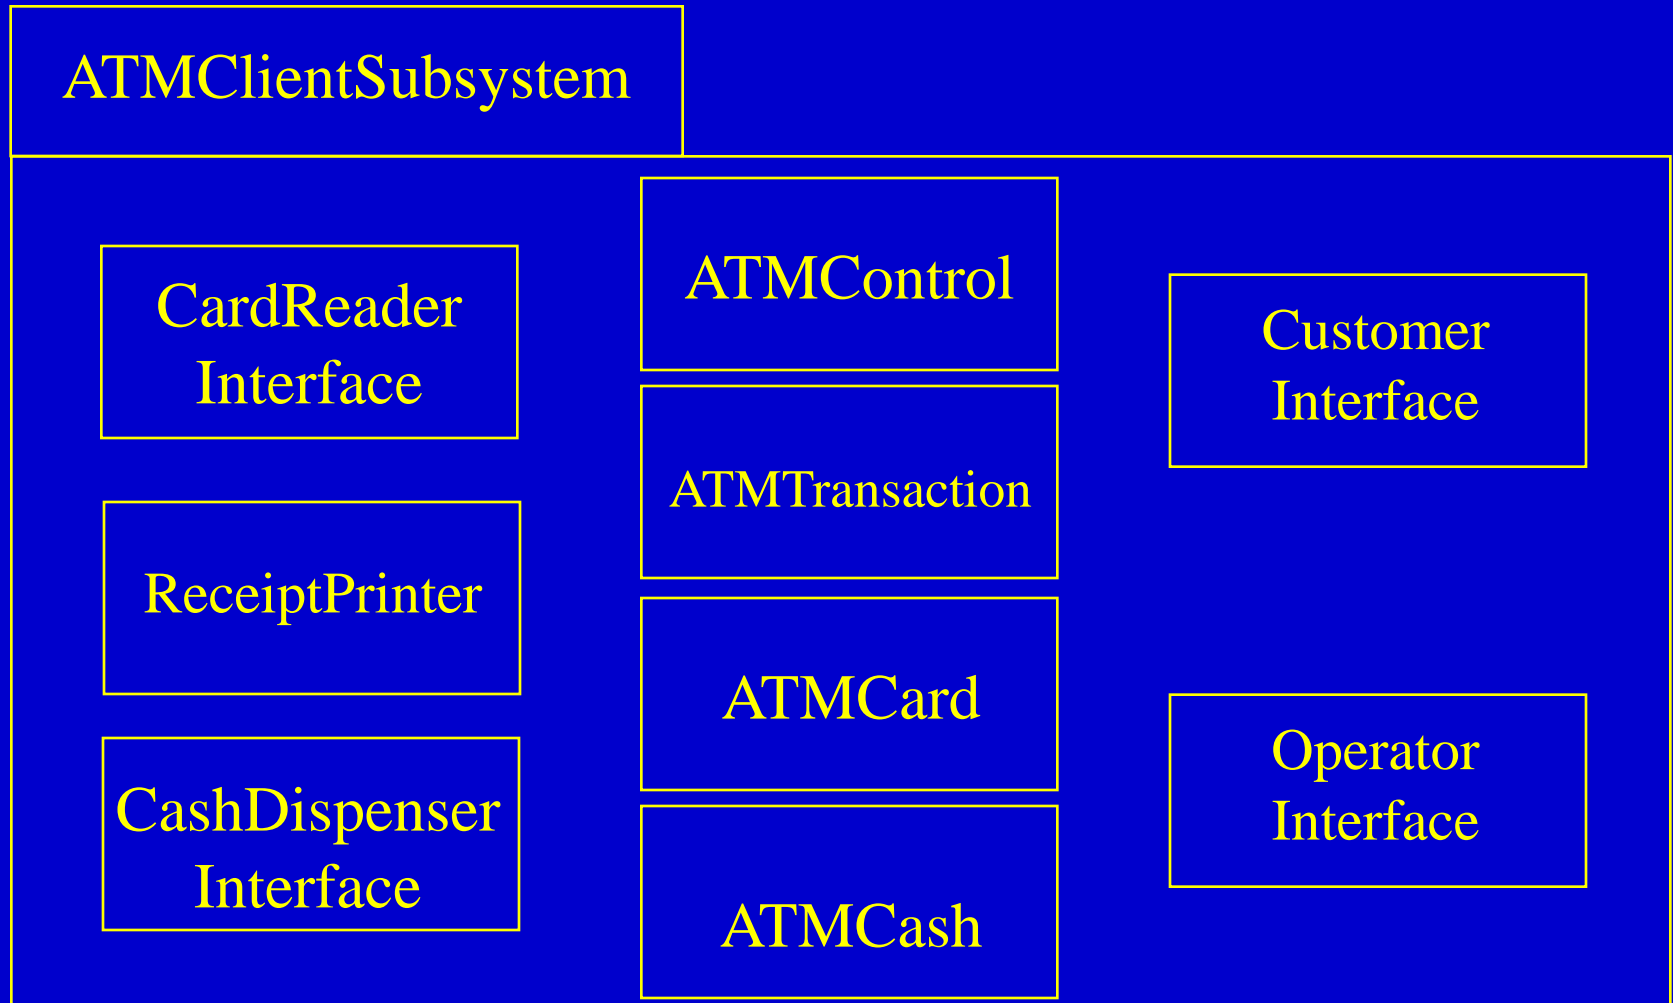 ATMClientSubsystem
CardReader
Interface
ReceiptPrinter
CashDispenser
Interface
ATMControl
ATMTransaction
ATMCard
ATMCash
Customer
Interface
Operator
Interface